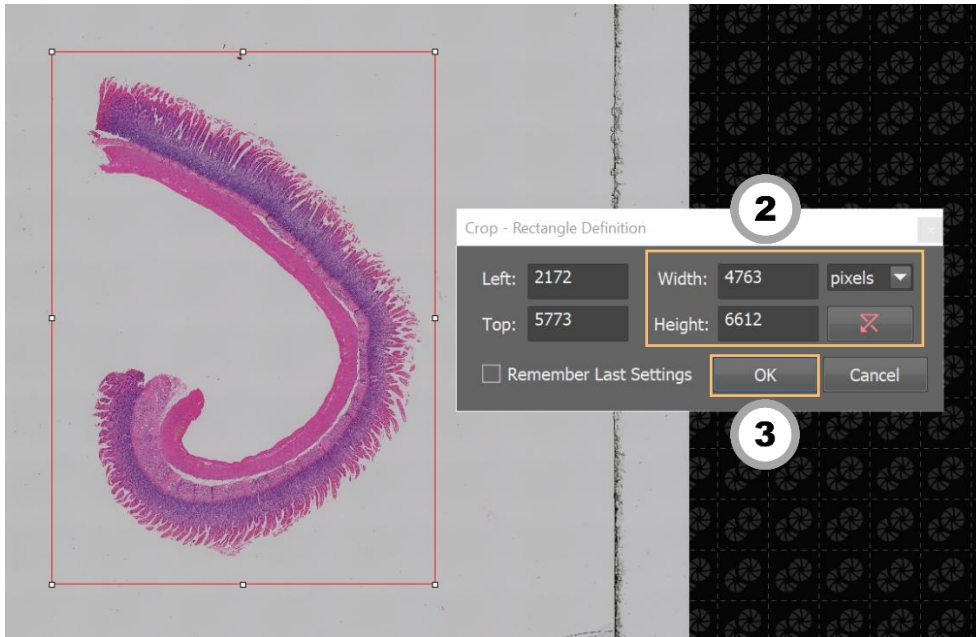 2
Crop - Rectangle Definition
Left: 2172 Width: 4763 pixels
Top: 5773 Height: 6612
Remember Last Settings OK Cancel
3